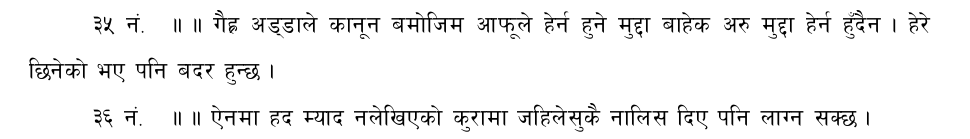 ३५ नं. ॥ ॥ गैह्र अड्डाले कानून बमोजिम आफूले हेर्न हुने मुद्दा बाहेक अरु मुद्दा हेर्न हुँदैन । हेरे
छिनेको भए पनि बदर हुन्छ ।
३६ नं. ॥ ॥ ऐनमा हद म्याद नलेखिएको कुरामा जहिलेसुकै नालिस दिए पनि लाग्न सक्छ ।